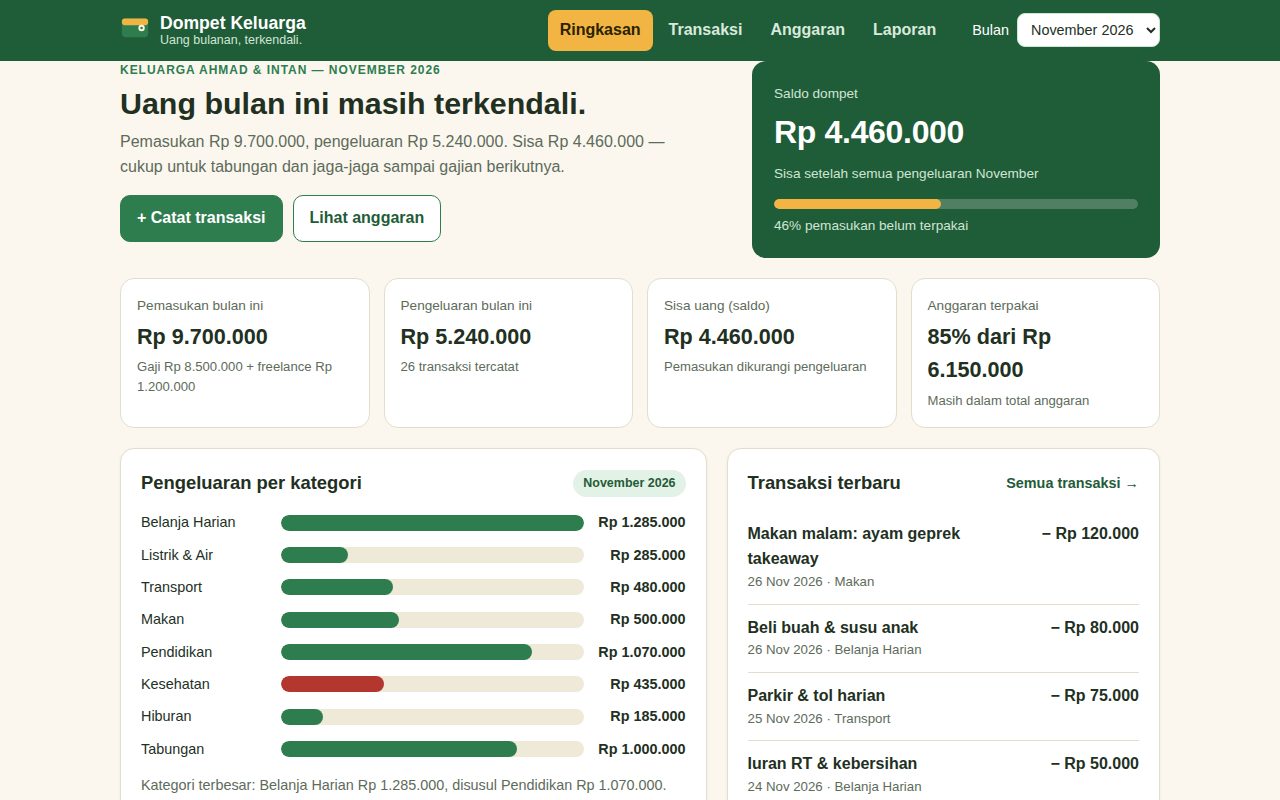 Dompet Keluarga
Uang bulanan, terkendali.
Ringkasan
Transaksi
Anggaran
Laporan
Bulan
November 2026
KELUARGA AHMAD & INTAN — NOVEMBER 2026
Uang bulan ini masih terkendali.
Pemasukan Rp 9.700.000, pengeluaran Rp 5.240.000. Sisa Rp 4.460.000 —
cukup untuk tabungan dan jaga-jaga sampai gajian berikutnya.
+ Catat transaksi
Lihat anggaran
Saldo dompet
Rp 4.460.000
Sisa setelah semua pengeluaran November
46% pemasukan belum terpakai
Pemasukan bulan ini
Rp 9.700.000
Gaji Rp 8.500.000 + freelance Rp
1.200.000
Pengeluaran bulan ini
Rp 5.240.000
26 transaksi tercatat
Sisa uang (saldo)
Rp 4.460.000
Pemasukan dikurangi pengeluaran
Anggaran terpakai
85% dari Rp
6.150.000
Masih dalam total anggaran
Pengeluaran per kategori
November 2026
Belanja Harian Rp 1.285.000
Listrik & Air Rp 285.000
Transport Rp 480.000
Makan Rp 500.000
Pendidikan Rp 1.070.000
Kesehatan Rp 435.000
Hiburan Rp 185.000
Tabungan Rp 1.000.000
Kategori terbesar: Belanja Harian Rp 1.285.000, disusul Pendidikan Rp 1.070.000.
Transaksi terbaru
Semua transaksi →
Makan malam: ayam geprek − Rp 120.000
takeaway
26 Nov 2026 · Makan
Beli buah & susu anak − Rp 80.000
26 Nov 2026 · Belanja Harian
Parkir & tol harian − Rp 75.000
25 Nov 2026 · Transport
Iuran RT & kebersihan − Rp 50.000
24 Nov 2026 · Belanja Harian